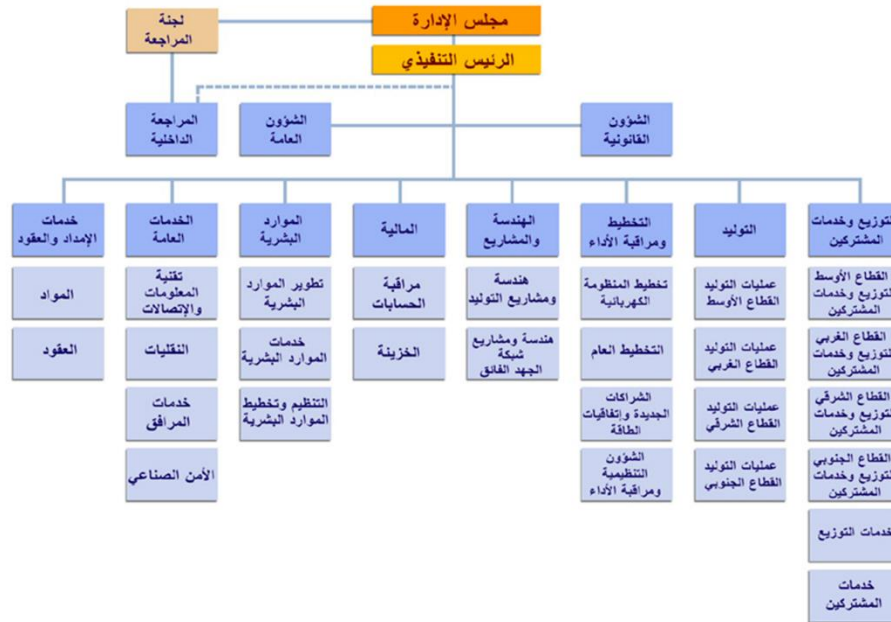 مجلس الإدارة
لجنة
المراجعة
الرئيس التنفيذي
الشؤون
القانونية
الشؤون
العامة
المراجعة
الداخلية
التوزيع وخدمات
المشتركين
القطاع الأوسط
لتوزيع وخدمات
المشتركين
القطاع الغربي
لتوزيع وخدمات
المشتركين
القطاع الشرقي
لتوزيع وخدمات
المشتركين
القطاع الجنوبي
لتوزيع وخدمات
المشتركين
خدمات التوزيع
خدمات
المشتركين
التوليد
عمليات التوليد
القطاع الأوسط
عمليات التوليد
القطاع الغربي
عمليات التوليد
القطاع الشرقي
عمليات التوليد
القطاع الجنوبي
التخطيط
ومراقبة الأداء
تخطيط المنظومة
الكهربائية
التخطيط العام
الشراكات
الجديدة وإتفاقيات
الطاقة
الشؤون
التنظيمية
ومراقبة الأداء
الهندسة
والمشاريع
هندسة
ومشاريع التوليد
هندسة ومشاريع
شبكة
الجهد الفائق
المالية
مراقبة
الحسابات
الخزينة
الموارد
البشرية
تطوير الموارد
البشرية
خدمات
الموارد البشرية
التنظيم وتخطيط
الموارد البشرية
الخدمات
العامة
تقنية
المعلومات
والإتصالات
النقليات
خدمات
المرافق
الأمن الصناعي
خدمات
الإمداد والعقود
المواد
العقود